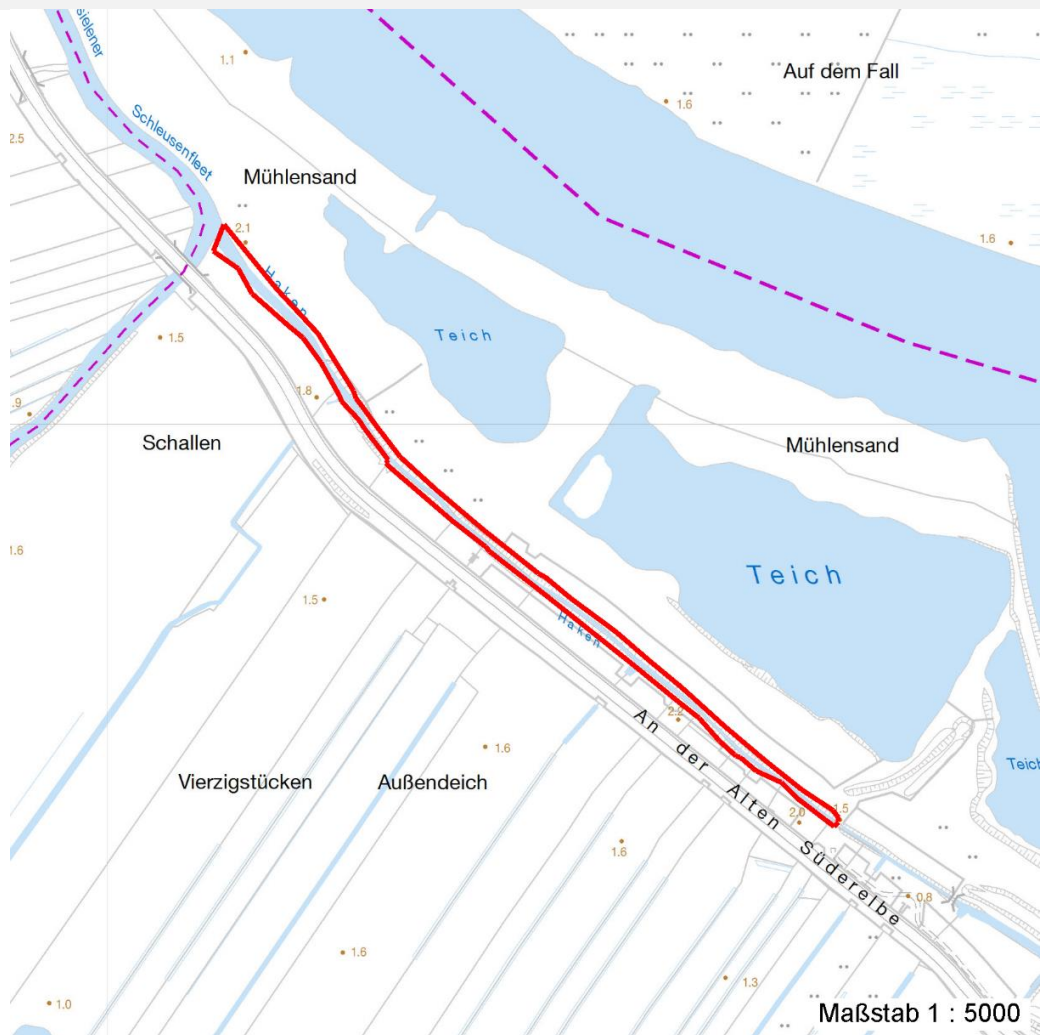 sielener
1.1
Auf dem Fall
1.6
Schleusenfleet
2.5
Mühlensand
2.1
1.6
Haken
Teich
1.5
1.8
.9
Schallen
Mühlensand
1.6
Teich
1.5
Haken
2.2
1.6
Teich
Vierzigstücken
Außendeich
An der Alten Süderelbe
2.0
1.5
1.6
0.8
1.6
1.3
1.0
Maßstab 1 : 5000